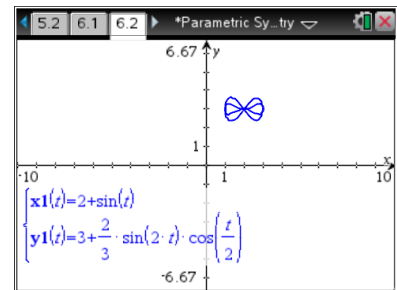 5.2 6.1 6.2 *Parametric Sy...try
6.67 y
1
x
-10 1 10
x1(t)=2+sin(t)
y1(t)=3+2/3·sin(2·t)·cos(t/2)
-6.67